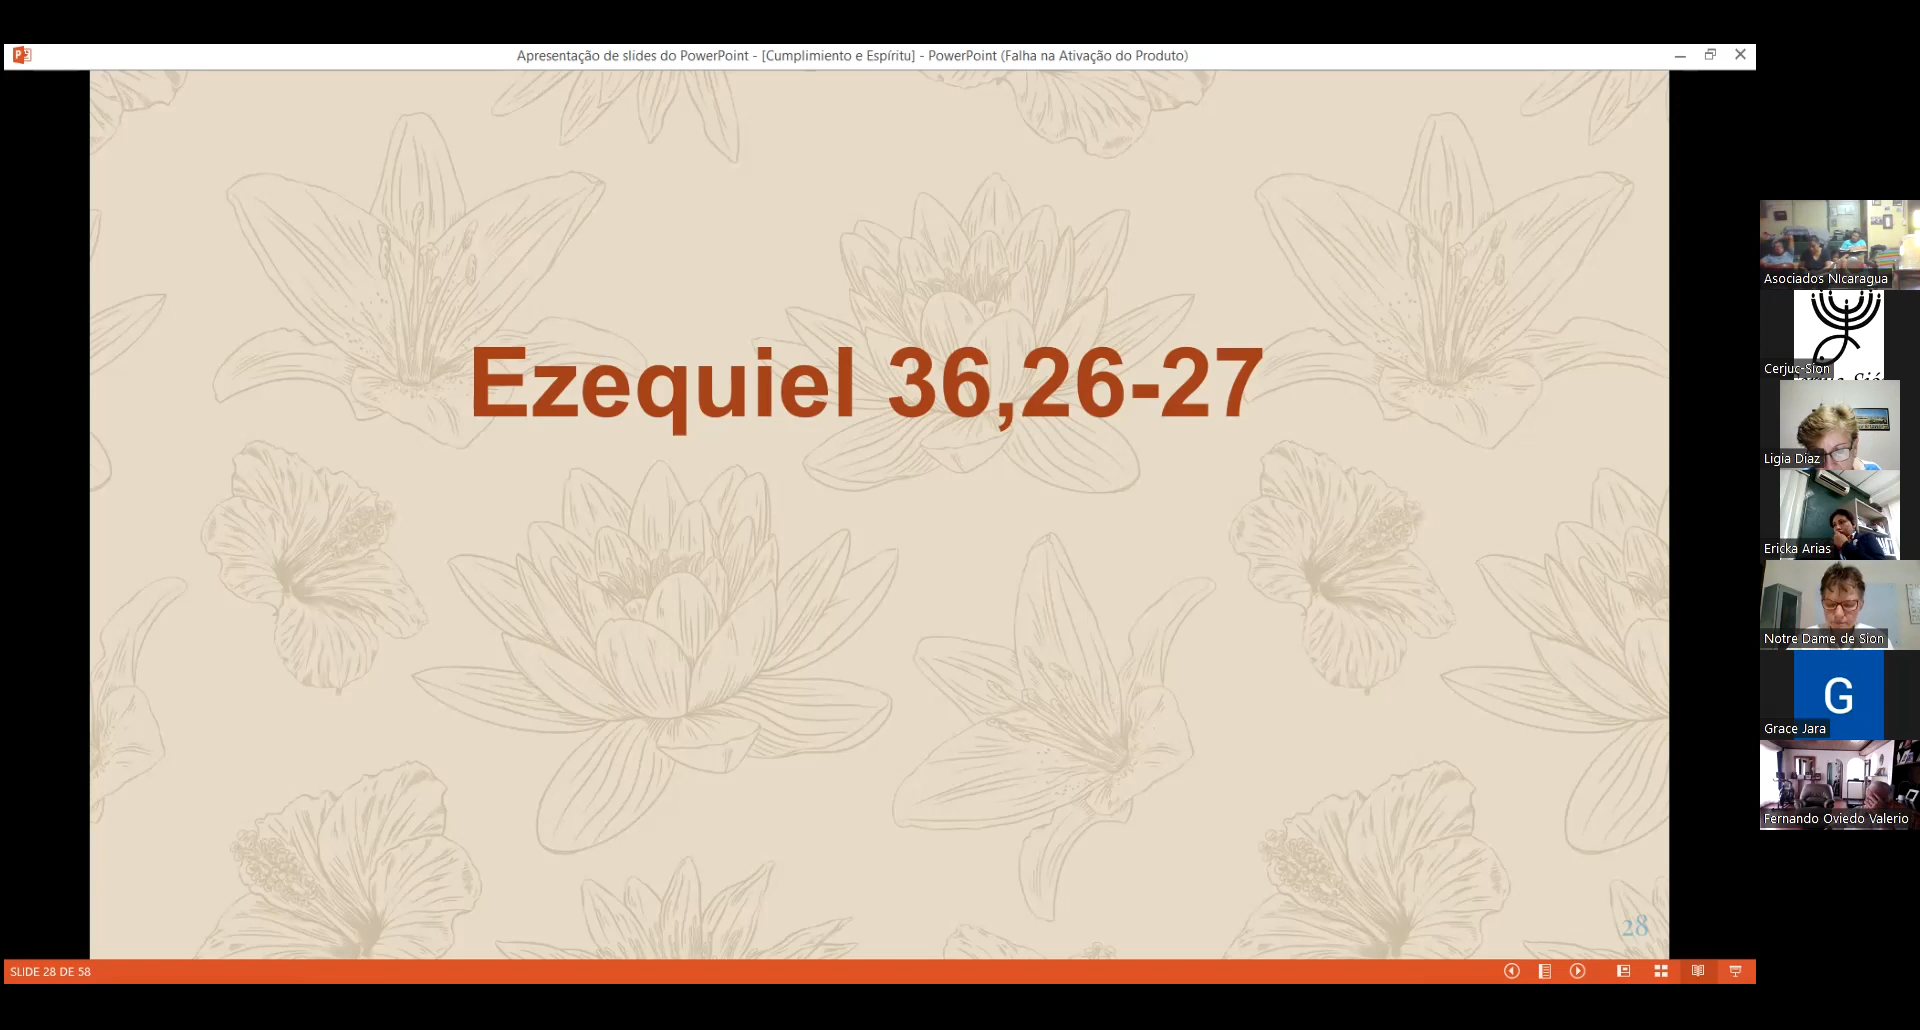 Apresentação de slides do PowerPoint - [Cumplimiento e Espíritu] - PowerPoint (Falha na Ativação do Produto)
Ezequiel 36,26-27
28
SLIDE 28 DE 58
Asociados NIcaragua
Cerjuc-Sion
Ligia Diaz
Ericka Arias
Notre Dame de Sion
G
Grace Jara
Fernando Oviedo Valerio